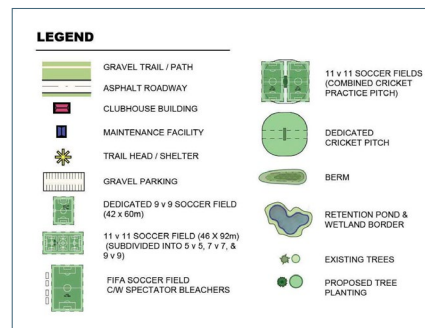 LEGEND
GRAVEL TRAIL / PATH
ASPHALT ROADWAY
CLUBHOUSE BUILDING
MAINTENANCE FACILITY
TRAIL HEAD / SHELTER
GRAVEL PARKING
DEDICATED 9 v 9 SOCCER FIELD
(42 x 60m)
11 v 11 SOCCER FIELD (46 X 92m)
(SUBDIVIDED INTO 5 v 5, 7 v 7, &
9 v 9)
FIFA SOCCER FIELD
C/W SPECTATOR BLEACHERS
11 v 11 SOCCER FIELDS
(COMBINED CRICKET
PRACTICE PITCH)
DEDICATED
CRICKET PITCH
BERM
RETENTION POND &
WETLAND BORDER
EXISTING TREES
PROPOSED TREE
PLANTING